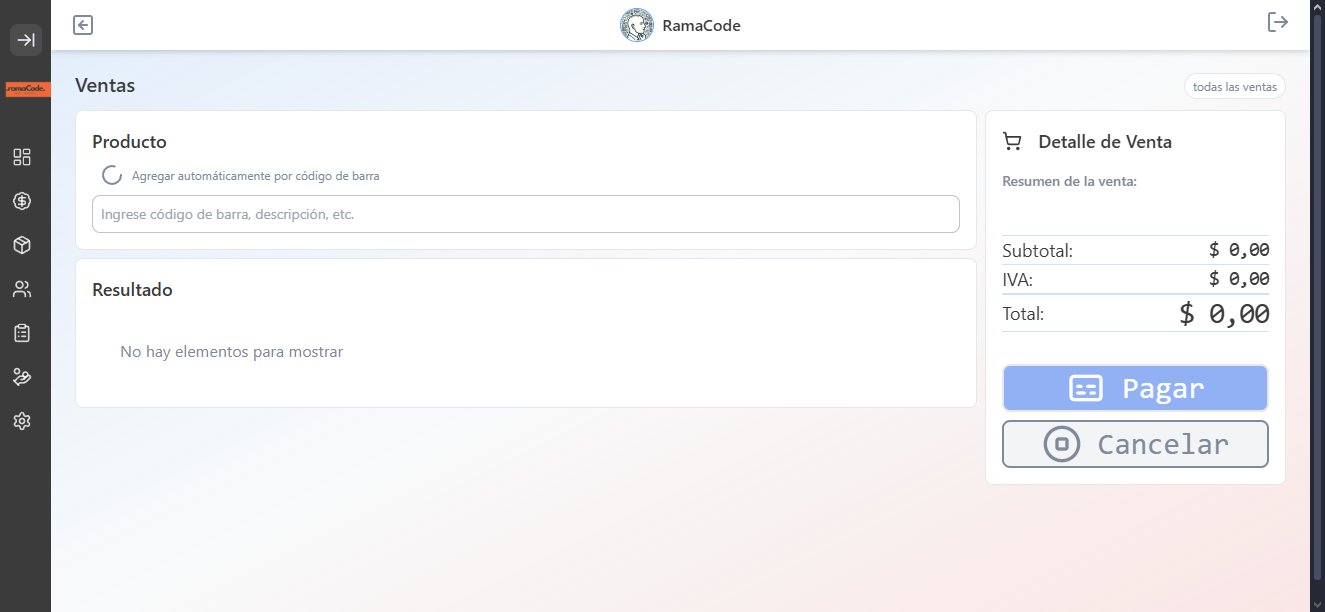 RamaCode
ramaCode.
Ventas
todas las ventas
Producto
Agregar automáticamente por código de barra
Ingrese código de barra, descripción, etc.
Resultado
No hay elementos para mostrar
Detalle de Venta
Resumen de la venta:
Subtotal: $ 0,00
IVA: $ 0,00
Total: $ 0,00
Pagar
Cancelar